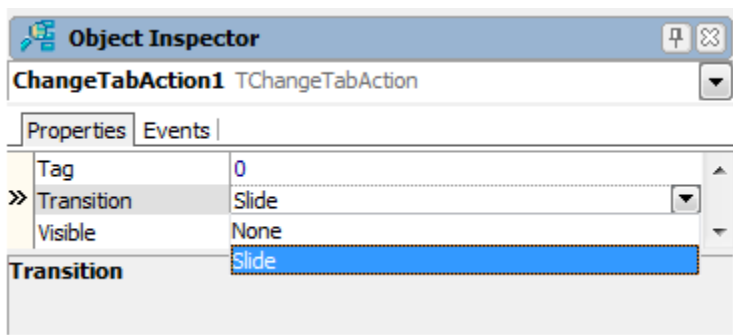 Object Inspector
ChangeTabAction1 TChangeTabAction
Properties Events
Tag 0
Transition Slide
Visible None
Slide
Transition